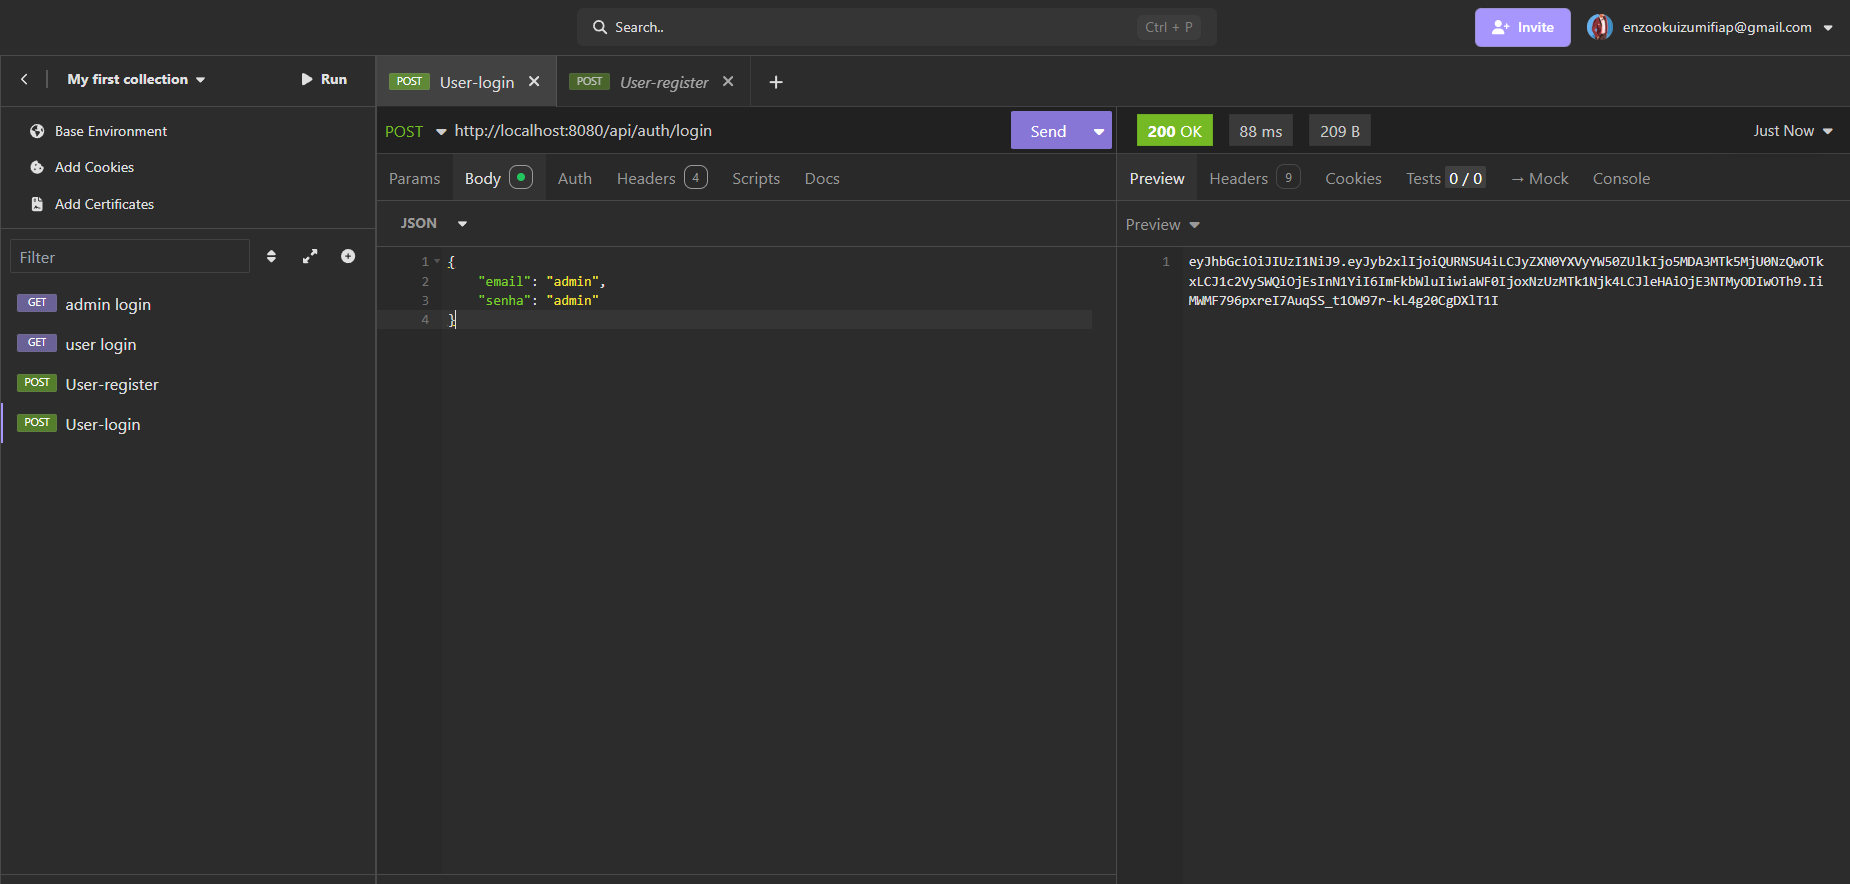 Search..
Ctrl + P
Invite
enzookuizumifiap@gmail.com
My first collection
Run
POST User-login
POST User-register
Base Environment
Add Cookies
Add Certificates
Filter
GET admin login
GET user login
POST User-register
POST User-login
POST http://localhost:8080/api/auth/login
Send
Params Body Auth Headers 4 Scripts Docs
JSON
1 {
2 "email": "admin",
3 "senha": "admin"
4 }
200 OK 88 ms 209 B Just Now
Preview Headers 9 Cookies Tests 0 / 0 → Mock Console
Preview
1 eyJhbGciOiJIUzI1NiJ9.eyJyb2xlIjoiQURNSU4iLCJyZXN0YXVyYW50ZUlkIjo5MDA3MTk5MjU0NzQwOTk
xLCJ1c2VySWQiOjEsInN1YiI6ImFkbWluIiwiaWF0IjoxNzUzMTk1Njk4LCJleHAiOjE3NTMyODIwOTh9.Ii
MWMF796pxreI7AuqSS_t1OW97r-kL4g20CgDXlT1I